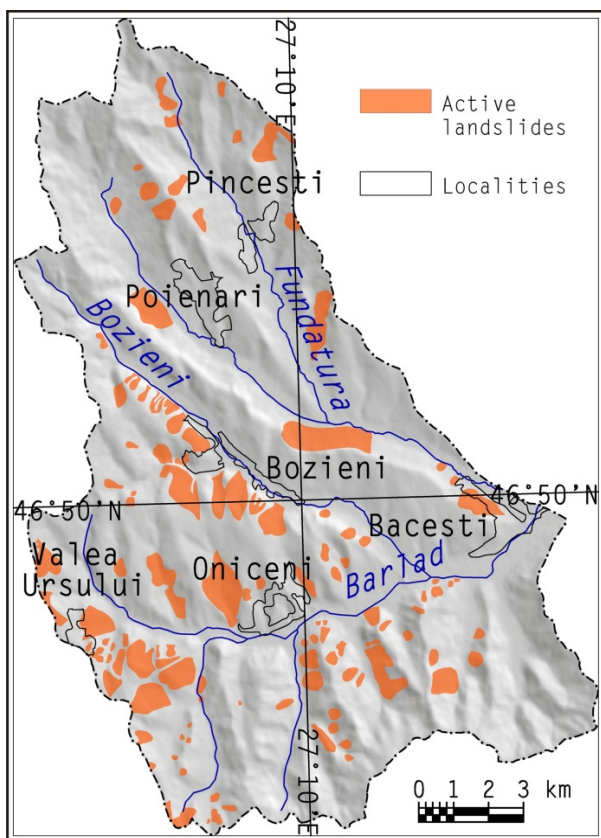 27°10'E
Active
landslides
Localities
Pincesti
Fundatura
Poienari
Bozieni
Bozieni
46°50'N
46°50'N
Bacesti
Valea
Ursului
Oniceni
Barlad
27°10'E
0 1 2 3 km